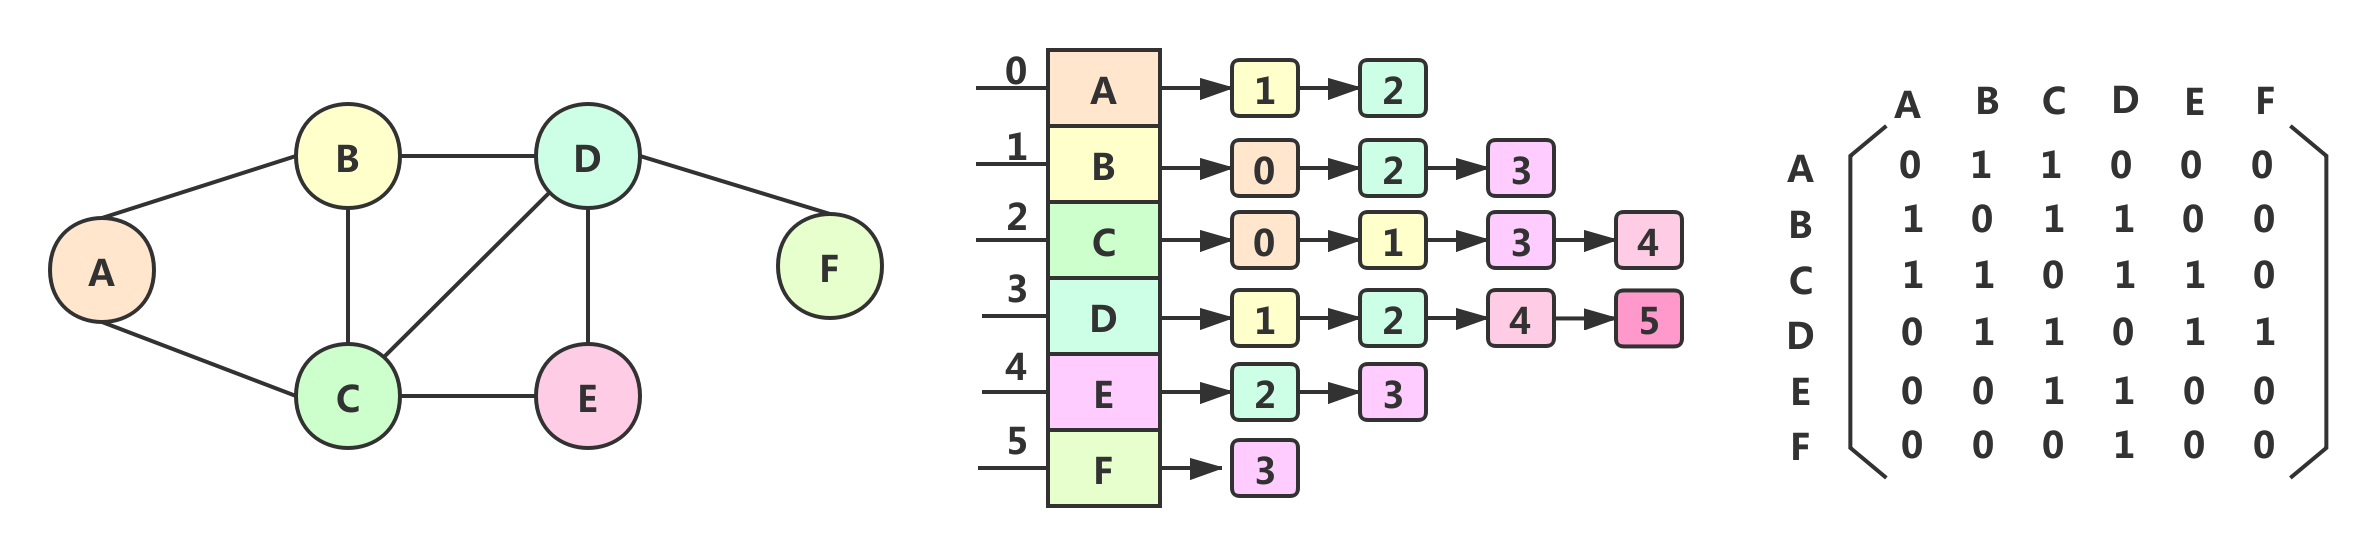 A
B
D
C
E
F
0 A 1 2
1 B 0 2 3
2 C 0 1 3 4
3 D 1 2 4 5
4 E 2 3
5 F 3
A B C D E F
A 0 1 1 0 0 0
B 1 0 1 1 0 0
C 1 1 0 1 1 0
D 0 1 1 0 1 1
E 0 0 1 1 0 0
F 0 0 0 1 0 0